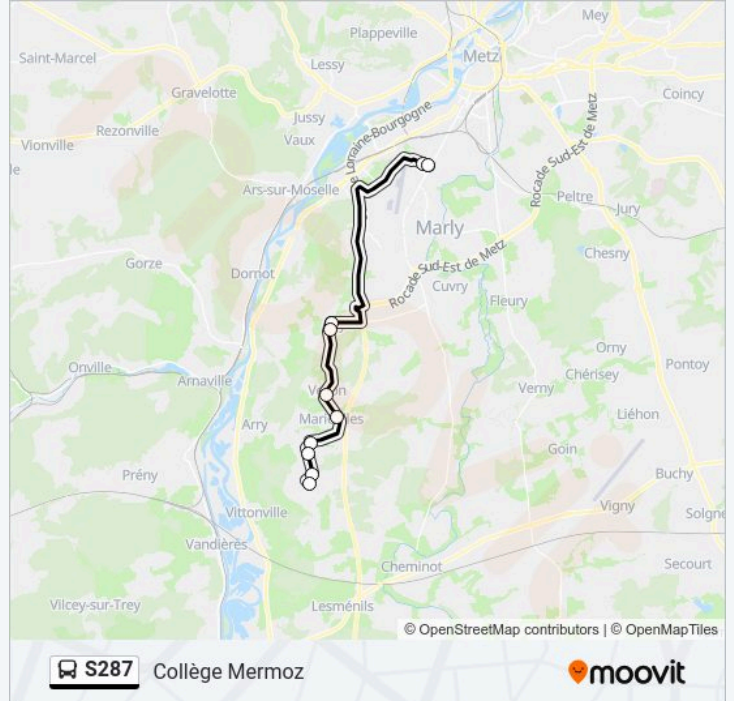 Mey
Plappeville
Saint-Marcel
Metz
Lessy
Gravelotte
Coincy
Jussy
Rezonville
Vaux
Vionville
le
e Lorraine-Bourgogne
Rocade Sud-Est de Metz
Ars-sur-Moselle
Peltre
Jury
Marly
Gorze
Chesny
Dornot
Rocade Sud-Est de Metz
Cuvry
Fleury
Orny
Onville
Pontoy
Chérisey
Arnaville
Verny
Liéhon
Arry
Goin
Prény
Buchy
Vittonville
Vigny
Solgne
Vandières
Cheminot
Secourt
Vilcey-sur-Trey
Lesménils
© OpenStreetMap contributors | © OpenMapTiles
S287 Collège Mermoz moovit